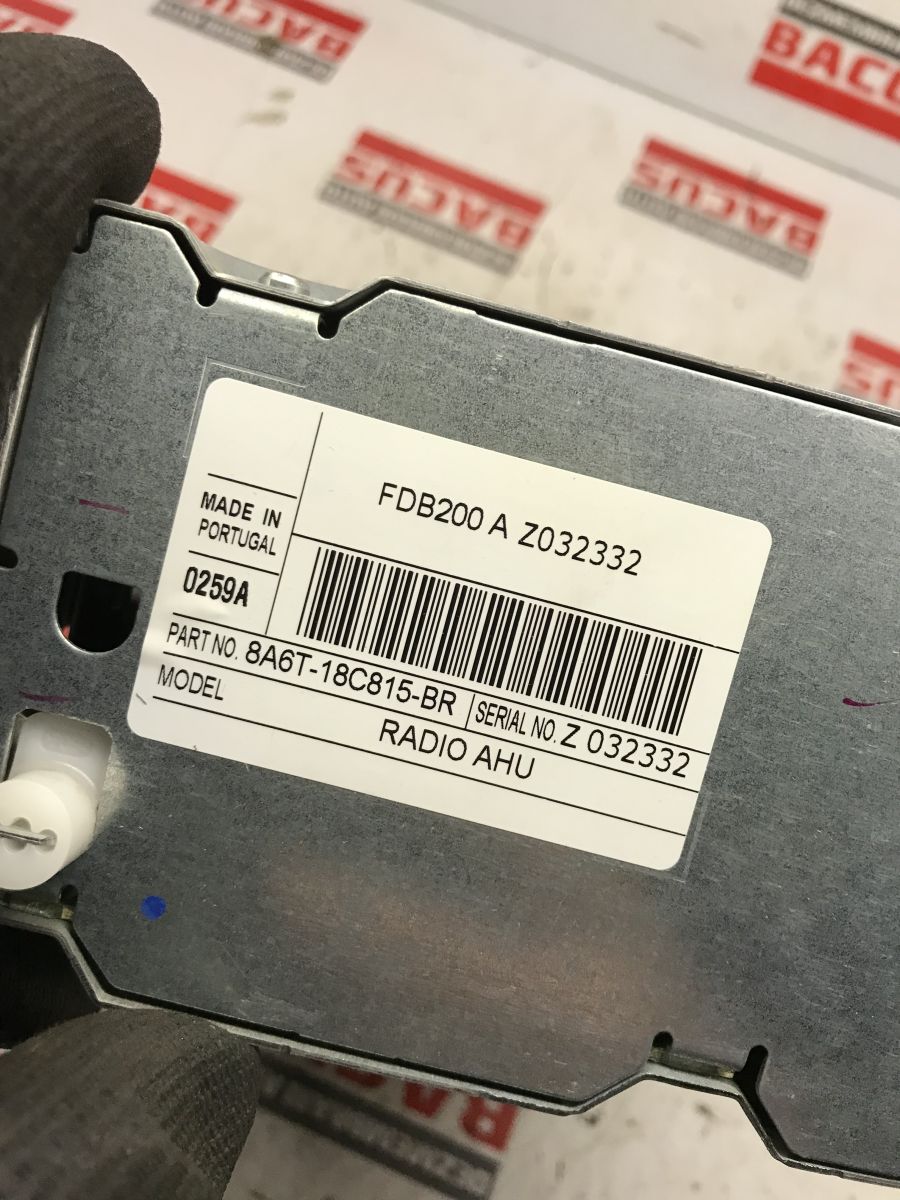 BACUS
BACUS
BACUS
BACUS
FDB200 A Z032332
MADE IN
PORTUGAL
0259A
PART NO. 8A6T-18C815-BR
SERIAL NO. Z 032332
MODEL
RADIO AHU